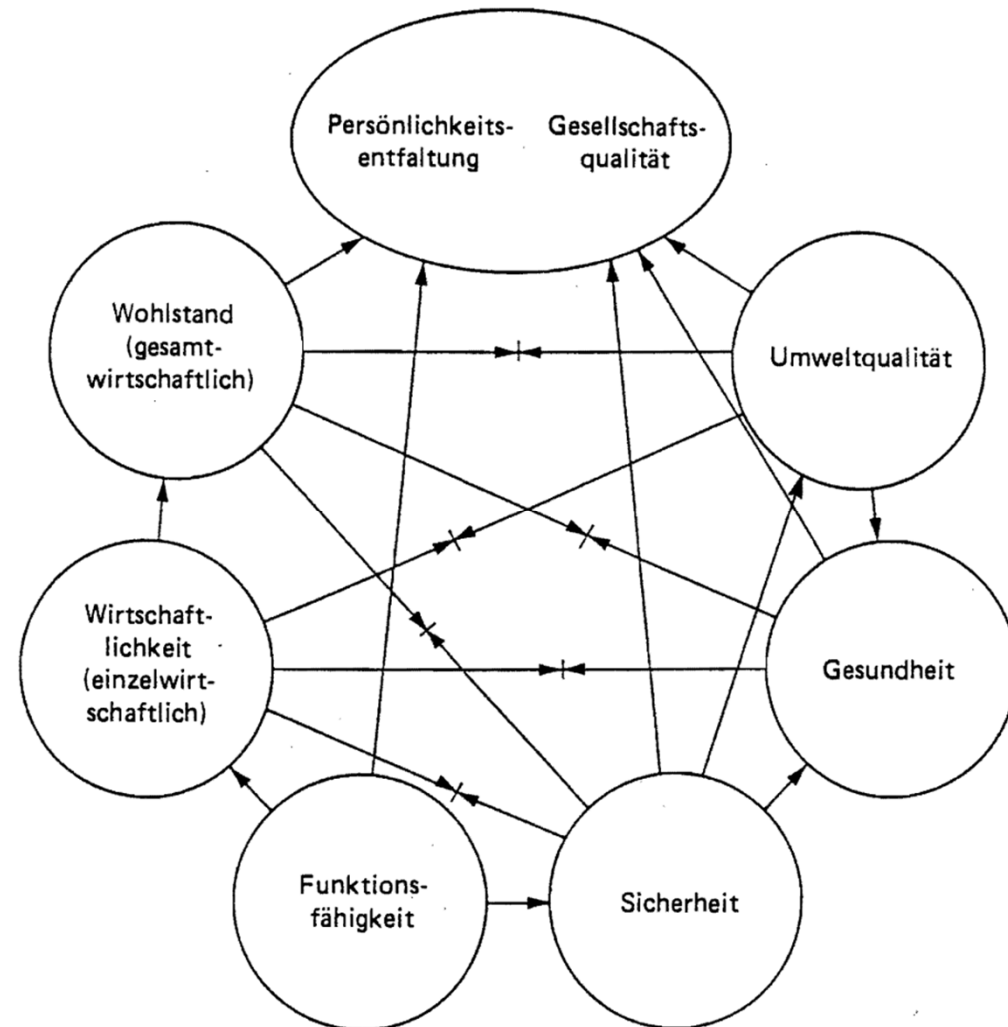 Persönlichkeits-
entfaltung
Gesellschafts-
qualität
Wohlstand
(gesamt-
wirtschaftlich)
Umweltqualität
Wirtschaft-
lichkeit
(einzelwirt-
schaftlich)
Gesundheit
Funktions-
fähigkeit
Sicherheit